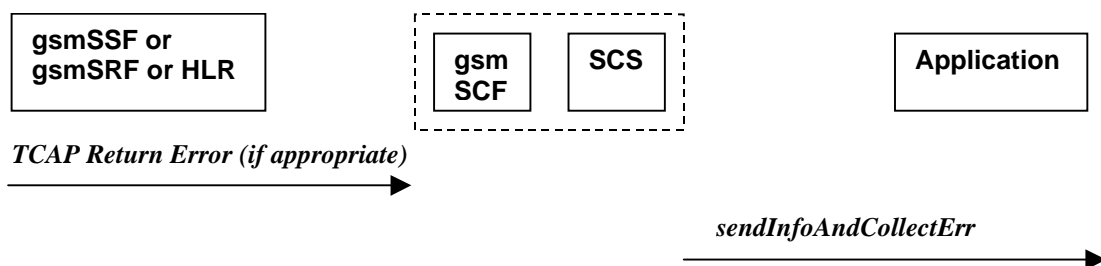 gsmSSF or
gsmSRF or HLR
gsm
SCF
SCS
Application
TCAP Return Error (if appropriate)
sendInfoAndCollectErr